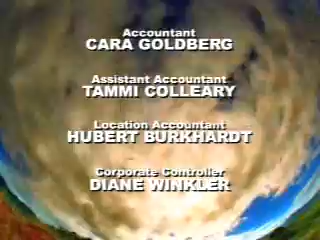 Accountant
CARA GOLDBERG
Assistant Accountant
TAMMI COLLEARY
Location Accountant
HUBERT BURKHARDT
Corporate Controller
DIANE WINKLER